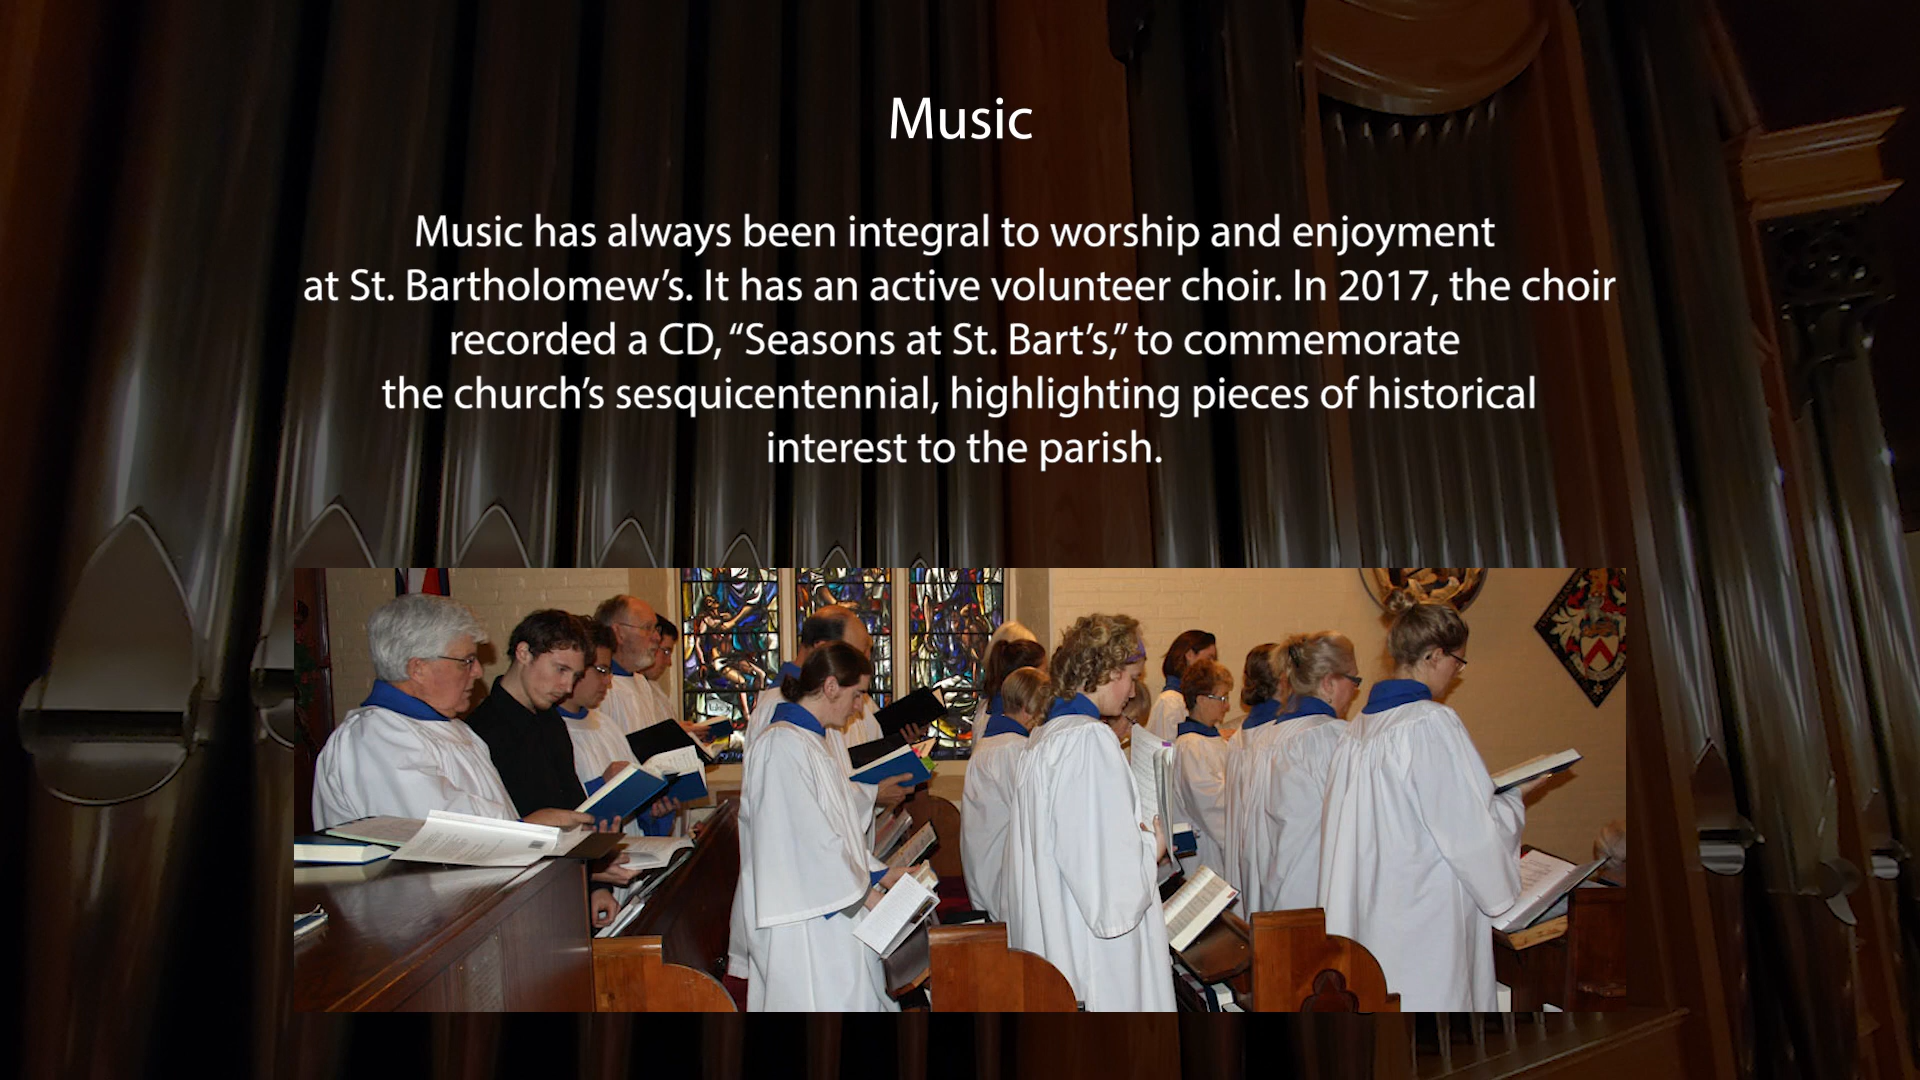 Music
Music has always been integral to worship and enjoyment
at St. Bartholomew’s. It has an active volunteer choir. In 2017, the choir
recorded a CD, “Seasons at St. Bart’s,” to commemorate
the church’s sesquicentennial, highlighting pieces of historical
interest to the parish.